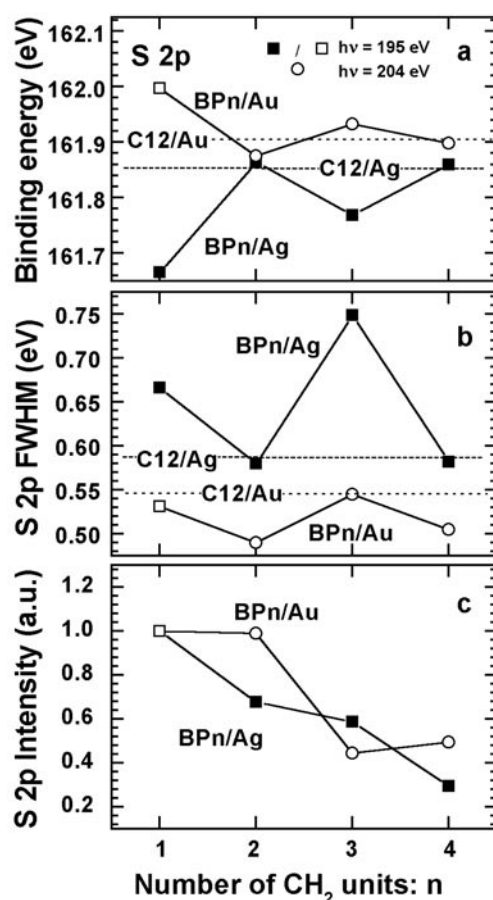 S 2p
■ / □ hν = 195 eV
○ hν = 204 eV
a
Binding energy (eV)
162.1
162.0
161.9
161.8
161.7
BPn/Au
C12/Au
C12/Ag
BPn/Ag
b
S 2p FWHM (eV)
0.75
0.70
0.65
0.60
0.55
0.50
BPn/Ag
C12/Ag
C12/Au
BPn/Au
c
S 2p Intensity (a.u.)
1.2
1.0
0.8
0.6
0.4
0.2
BPn/Au
BPn/Ag
1 2 3 4
Number of CH₂ units: n